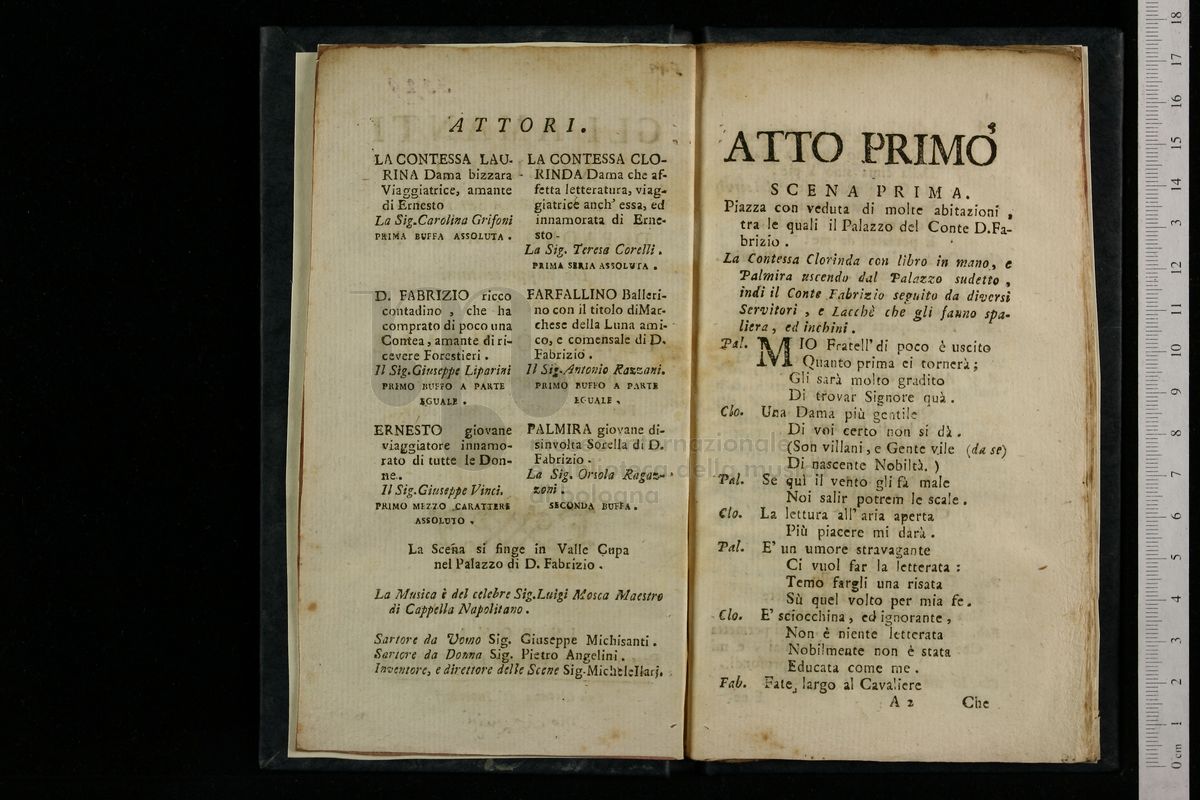 ATTORI.
LA CONTESSA LAU-
RINA Dama bizzara
Viaggiatrice, amante
di Ernesto
La Sig. Carolina Grifoni
PRIMA BUFFA ASSOLUTA.
LA CONTESSA CLO-
RINDA Dama che af-
fetta letteratura, viag-
giatrice anch' essa, ed
innamorata di Erne-
sto.
La Sig. Teresa Corelli.
PRIMA SERIA ASSOLUTA.
D. FABRIZIO ricco
contadino, che ha
comprato di poco una
Contea, amante di ri-
cevere Forestieri.
Il Sig. Giuseppe Liparini
PRIMO BUFFO A PARTE
EGUALE.
FARFALLINO Balleri-
no con il titolo di Mar-
chese della Luna ami-
co, e comensale di D.
Fabrizio.
Il Sig. Antonio Razzani.
PRIMO BUFFO A PARTE
EGUALE.
ERNESTO giovane
viaggiatore innamo-
rato di tutte le Don-
ne.
Il Sig. Giuseppe Vinci.
PRIMO MEZZO CARATTERE
ASSOLUTO.
PALMIRA giovane di-
sinvolta Sorella di D.
Fabrizio.
La Sig. Orsola Ragaz-
zoni.
SECONDA BUFFA.
La Scena si finge in Valle Cupa
nel Palazzo di D. Fabrizio.
La Musica è del celebre Sig. Luigi Mosca Maestro
di Cappella Napolitano.
Sartore da Uomo Sig. Giuseppe Michisanti.
Sartore da Donna Sig. Pietro Angelini.
Inventore, e direttore delle Scene Sig. Michele Ilarj.
ATTO PRIMO
SCENA PRIMA.
Piazza con veduta di molte abitazioni,
tra le quali il Palazzo del Conte D. Fa-
brizio.
La Contessa Clorinda con libro in mano, e
Palmira uscendo dal Palazzo sudetto,
indi il Conte Fabrizio seguito da diversi
Servitori, e Lacchè che gli fanno spa-
liera, ed inchini.
Pal. MIO Fratell' di poco è uscito
Quanto prima ei tornerà;
Gli sarà molto gradito
Di trovar Signore quà.
Clo. Una Dama più gentile
Di voi certo non si dà.
(Son villani, e Gente vile (da se)
Di nascente Nobiltà.)
Pal. Se quì il vento gli fà male
Noi salir potrem le scale.
Clo. La lettura all' aria aperta
Più piacere mi darà.
Pal. E' un umore stravagante
Ci vuol far la letterata:
Temo fargli una risata
Sù quel volto per mia fe.
Clo. E' sciocchina, ed ignorante,
Non è niente letterata
Nobilmente non è stata
Educata come me.
Fab. Fate largo al Cavaliere
A 2 Che